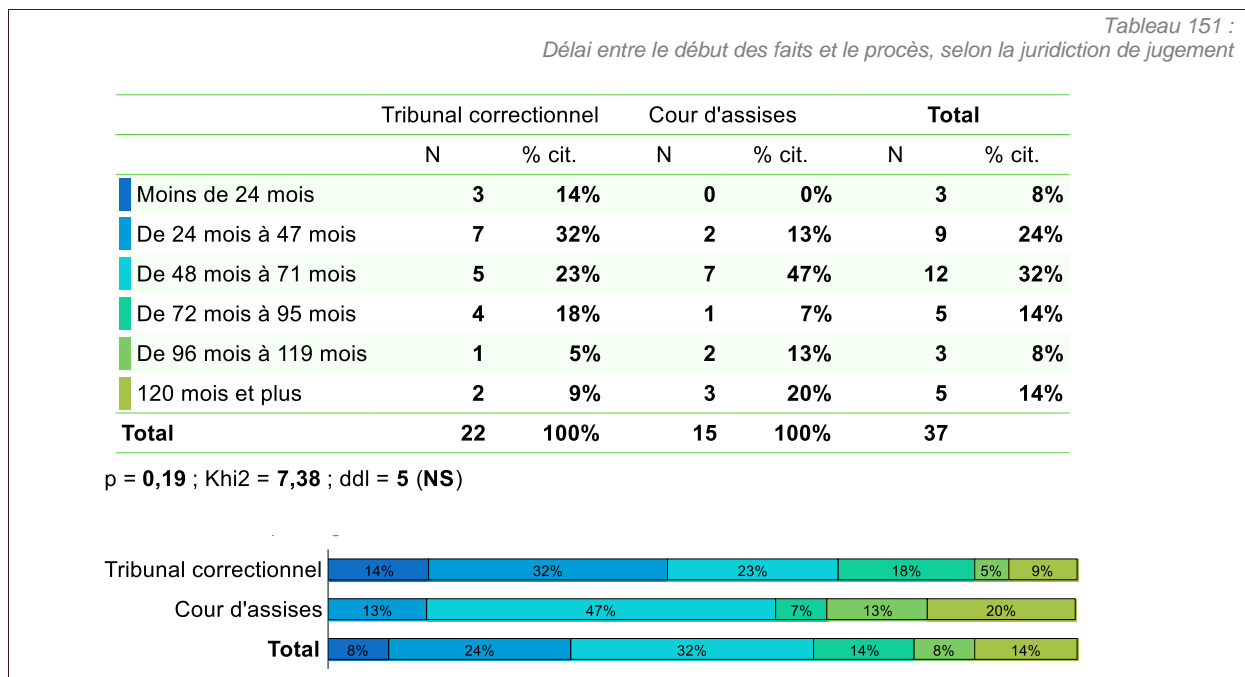 Tableau 151 :
Délai entre le début des faits et le procès, selon la juridiction de jugement
Tribunal correctionnel Cour d'assises Total
N % cit. N % cit. N % cit.
Moins de 24 mois 3 14% 0 0% 3 8%
De 24 mois à 47 mois 7 32% 2 13% 9 24%
De 48 mois à 71 mois 5 23% 7 47% 12 32%
De 72 mois à 95 mois 4 18% 1 7% 5 14%
De 96 mois à 119 mois 1 5% 2 13% 3 8%
120 mois et plus 2 9% 3 20% 5 14%
Total 22 100% 15 100% 37
p = 0,19 ; Khi2 = 7,38 ; ddl = 5 (NS)
Tribunal correctionnel 14% 32% 23% 18% 5% 9%
Cour d'assises 13% 47% 7% 13% 20%
Total 8% 24% 32% 14% 8% 14%